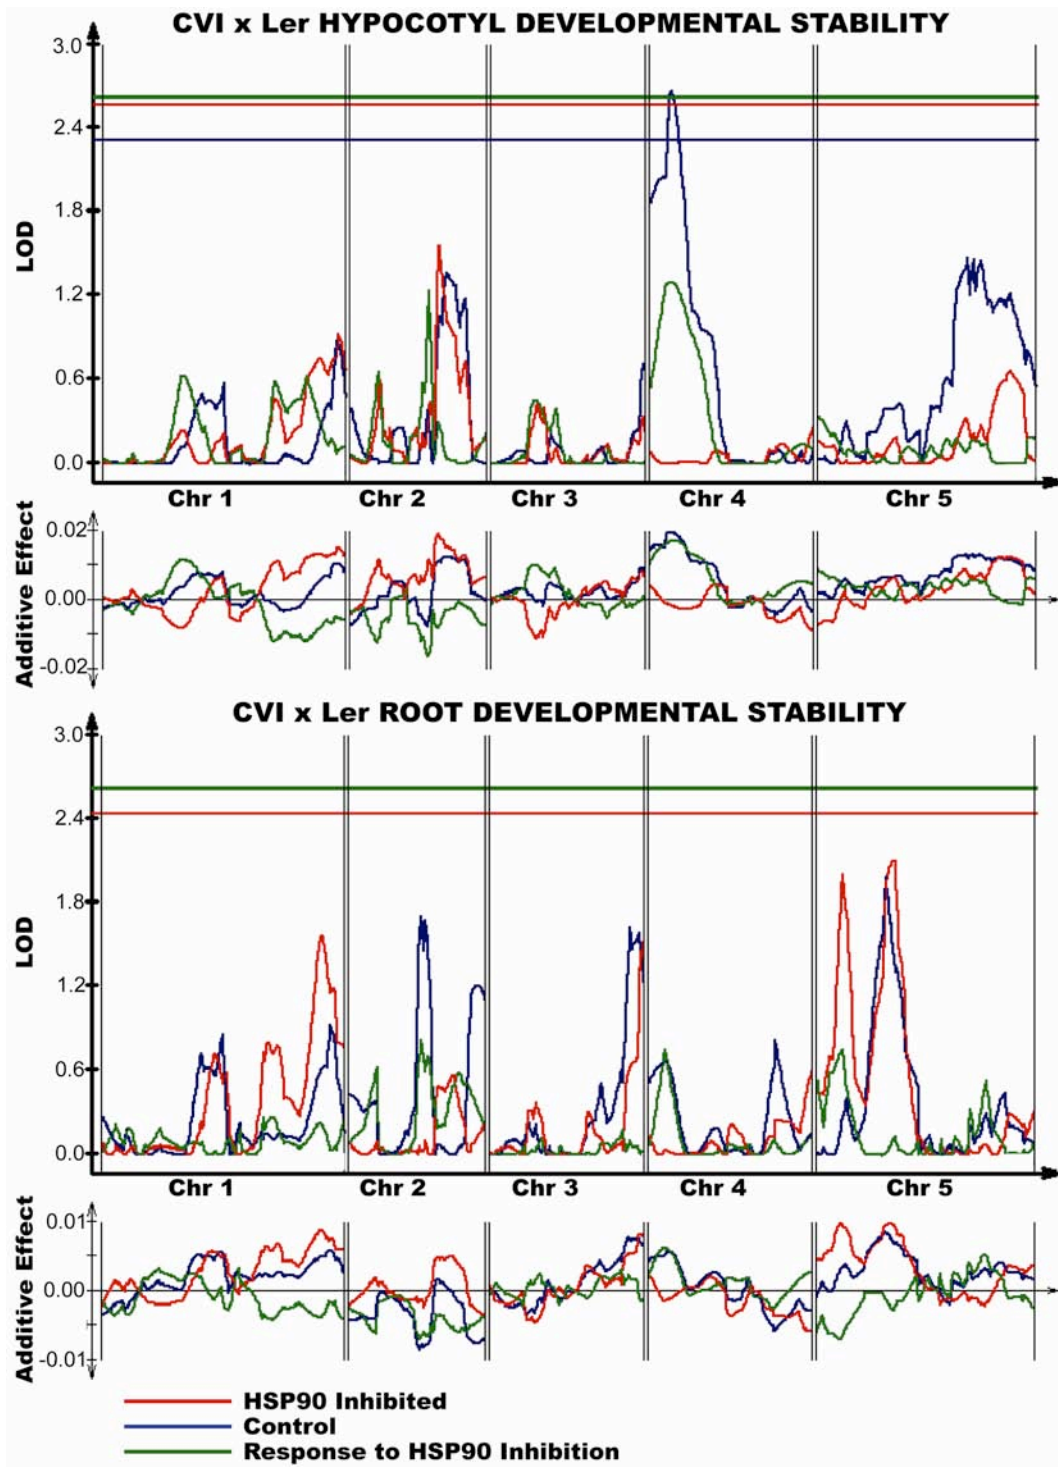 CVI x Ler HYPOCOTYL DEVELOPMENTAL STABILITY
3.0
2.4
1.8
1.2
0.6
0.0
LOD
Chr 1 Chr 2 Chr 3 Chr 4 Chr 5
0.02
0.00
-0.02
Additive Effect
CVI x Ler ROOT DEVELOPMENTAL STABILITY
3.0
2.4
1.8
1.2
0.6
0.0
LOD
Chr 1 Chr 2 Chr 3 Chr 4 Chr 5
0.01
0.00
-0.01
Additive Effect
HSP90 Inhibited
Control
Response to HSP90 Inhibition